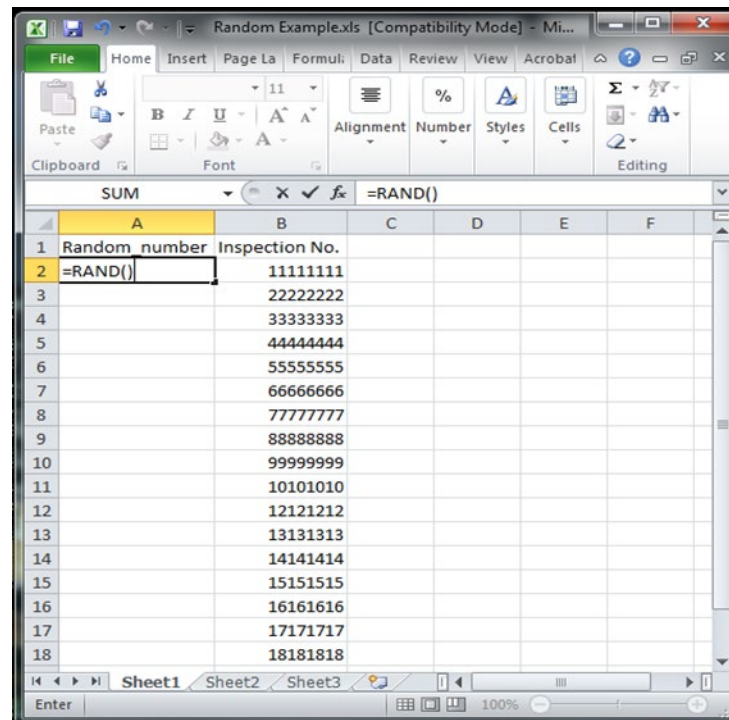 Random Example.xls [Compatibility Mode] - Mi...
File Home Insert Page La Formul: Data Review View Acrobat
Paste
11
B I U A A
A
Alignment Number Styles Cells
%
A
Σ
Clipboard Font Editing
SUM fx =RAND()
A B C D E F
1 Random_number Inspection No.
2 =RAND() 11111111
3 22222222
4 33333333
5 44444444
6 55555555
7 66666666
8 77777777
9 88888888
10 99999999
11 10101010
12 12121212
13 13131313
14 14141414
15 15151515
16 16161616
17 17171717
18 18181818
Sheet1 Sheet2 Sheet3
Enter 100%